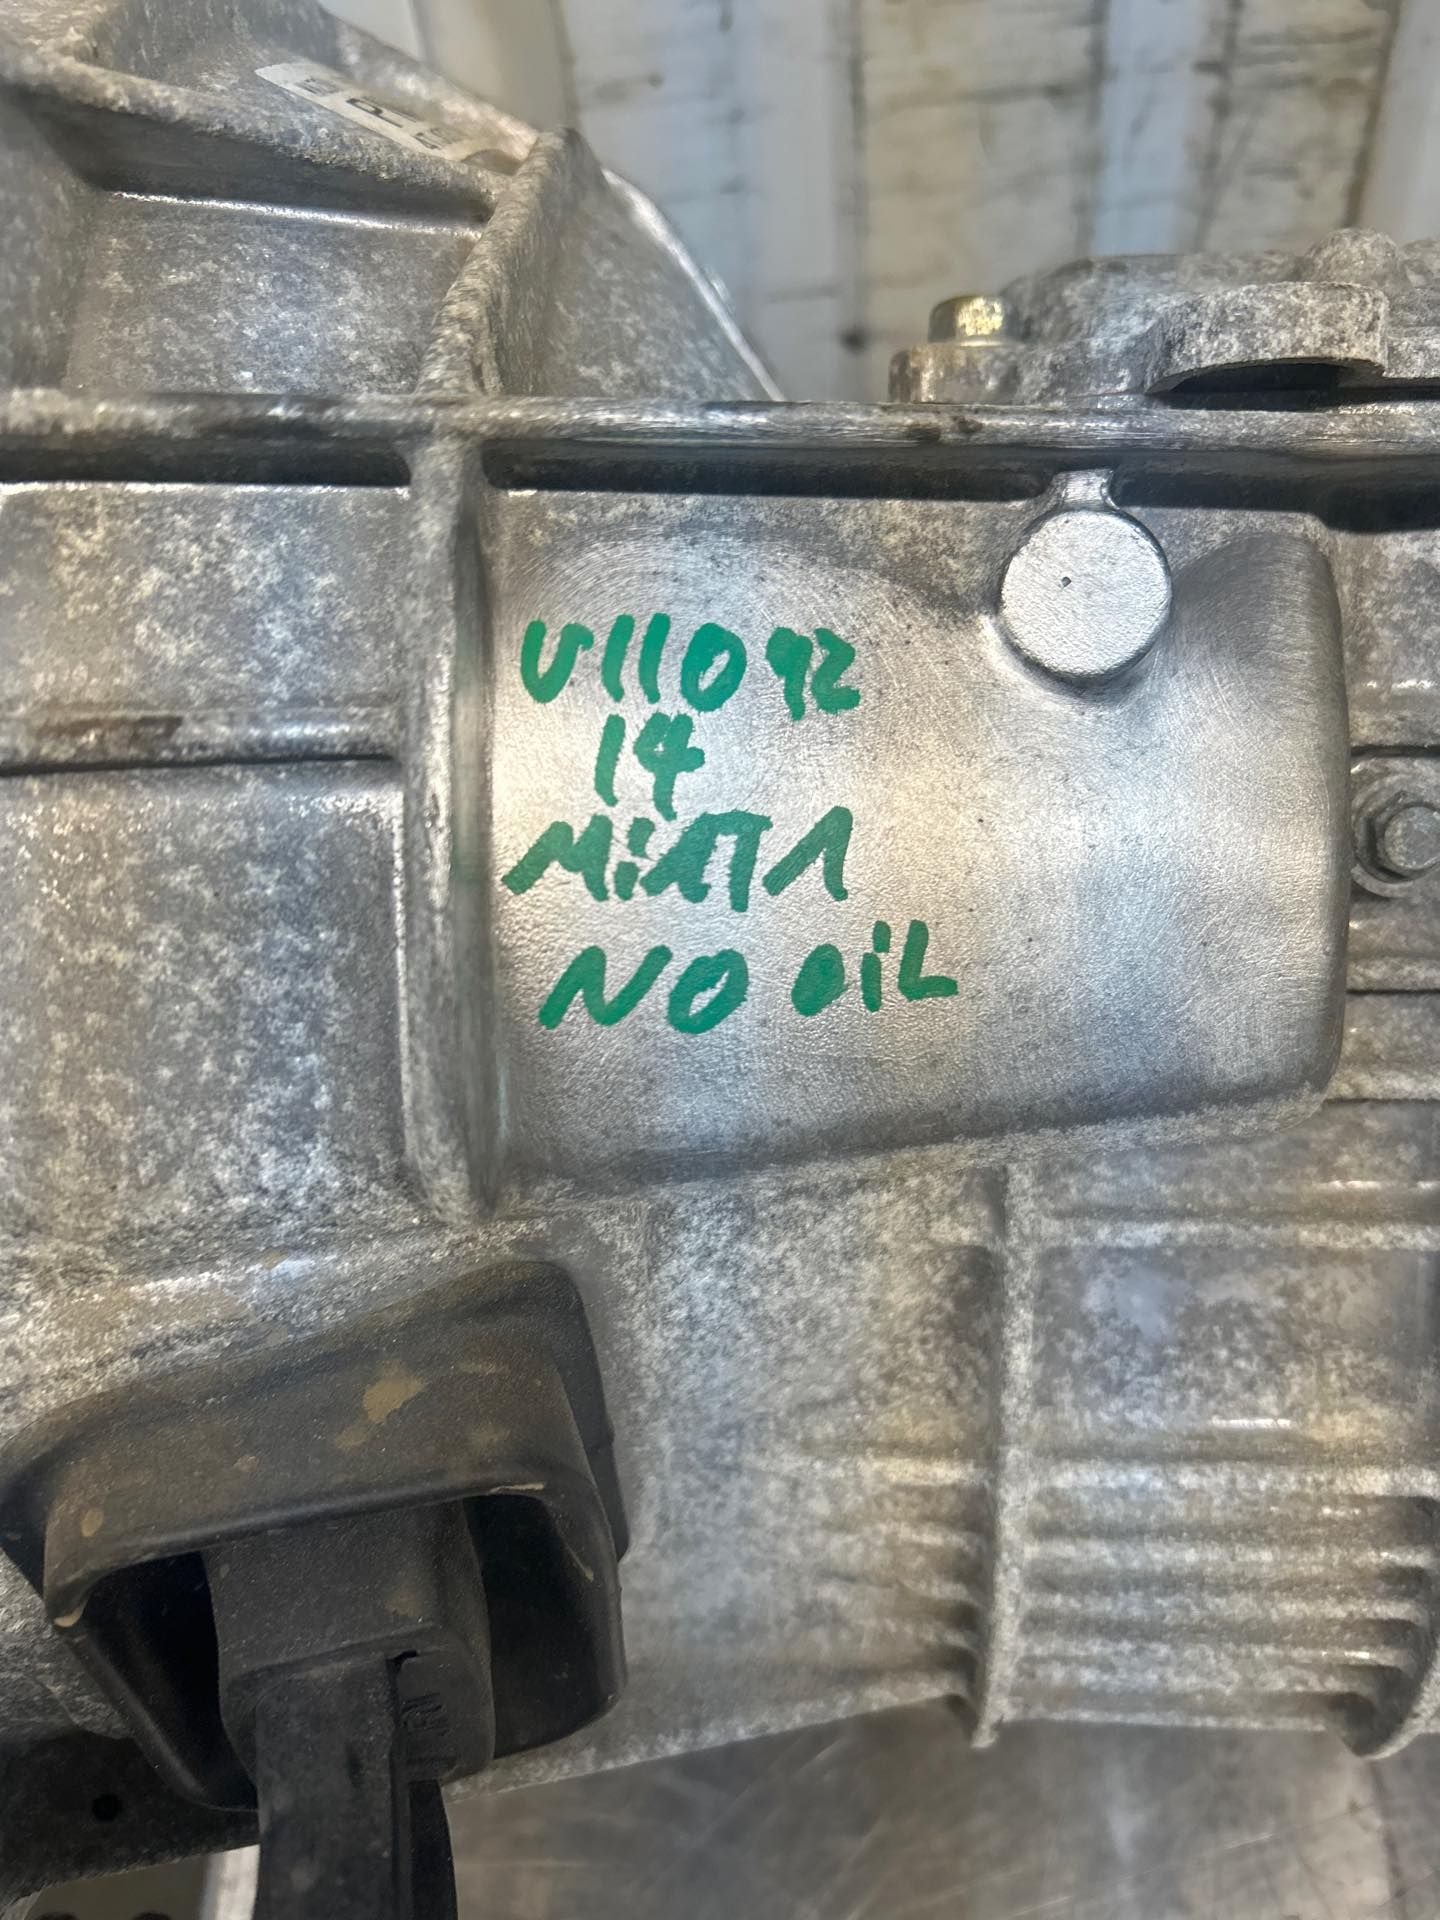 U11092
14
MiATA
NO OiL